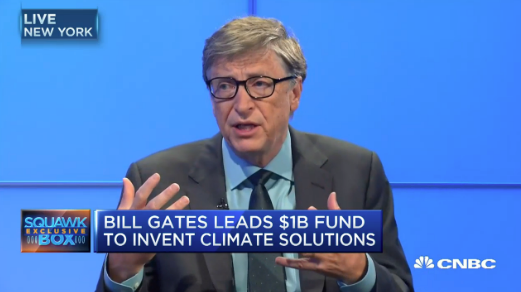 LIVE
NEW YORK
SQUAWK
EXCLUSIVE
BOX
BILL GATES LEADS $1B FUND
TO INVENT CLIMATE SOLUTIONS
CNBC